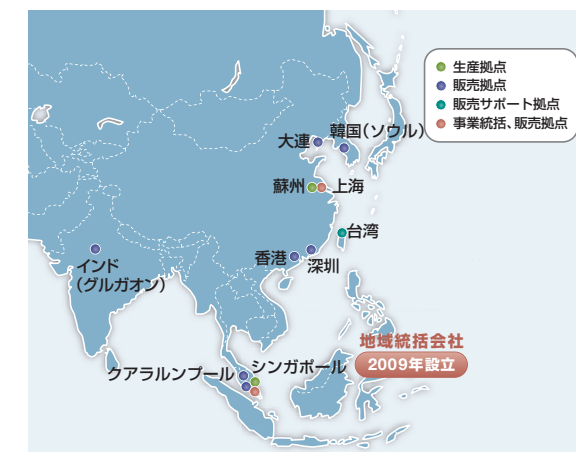 生産拠点
販売拠点
販売サポート拠点
事業統括、販売拠点
韓国(ソウル)
大連
蘇州
上海
台湾
香港
深圳
インド
(グルガオン)
地域統括会社
2009年設立
シンガポール
クアラルンプール